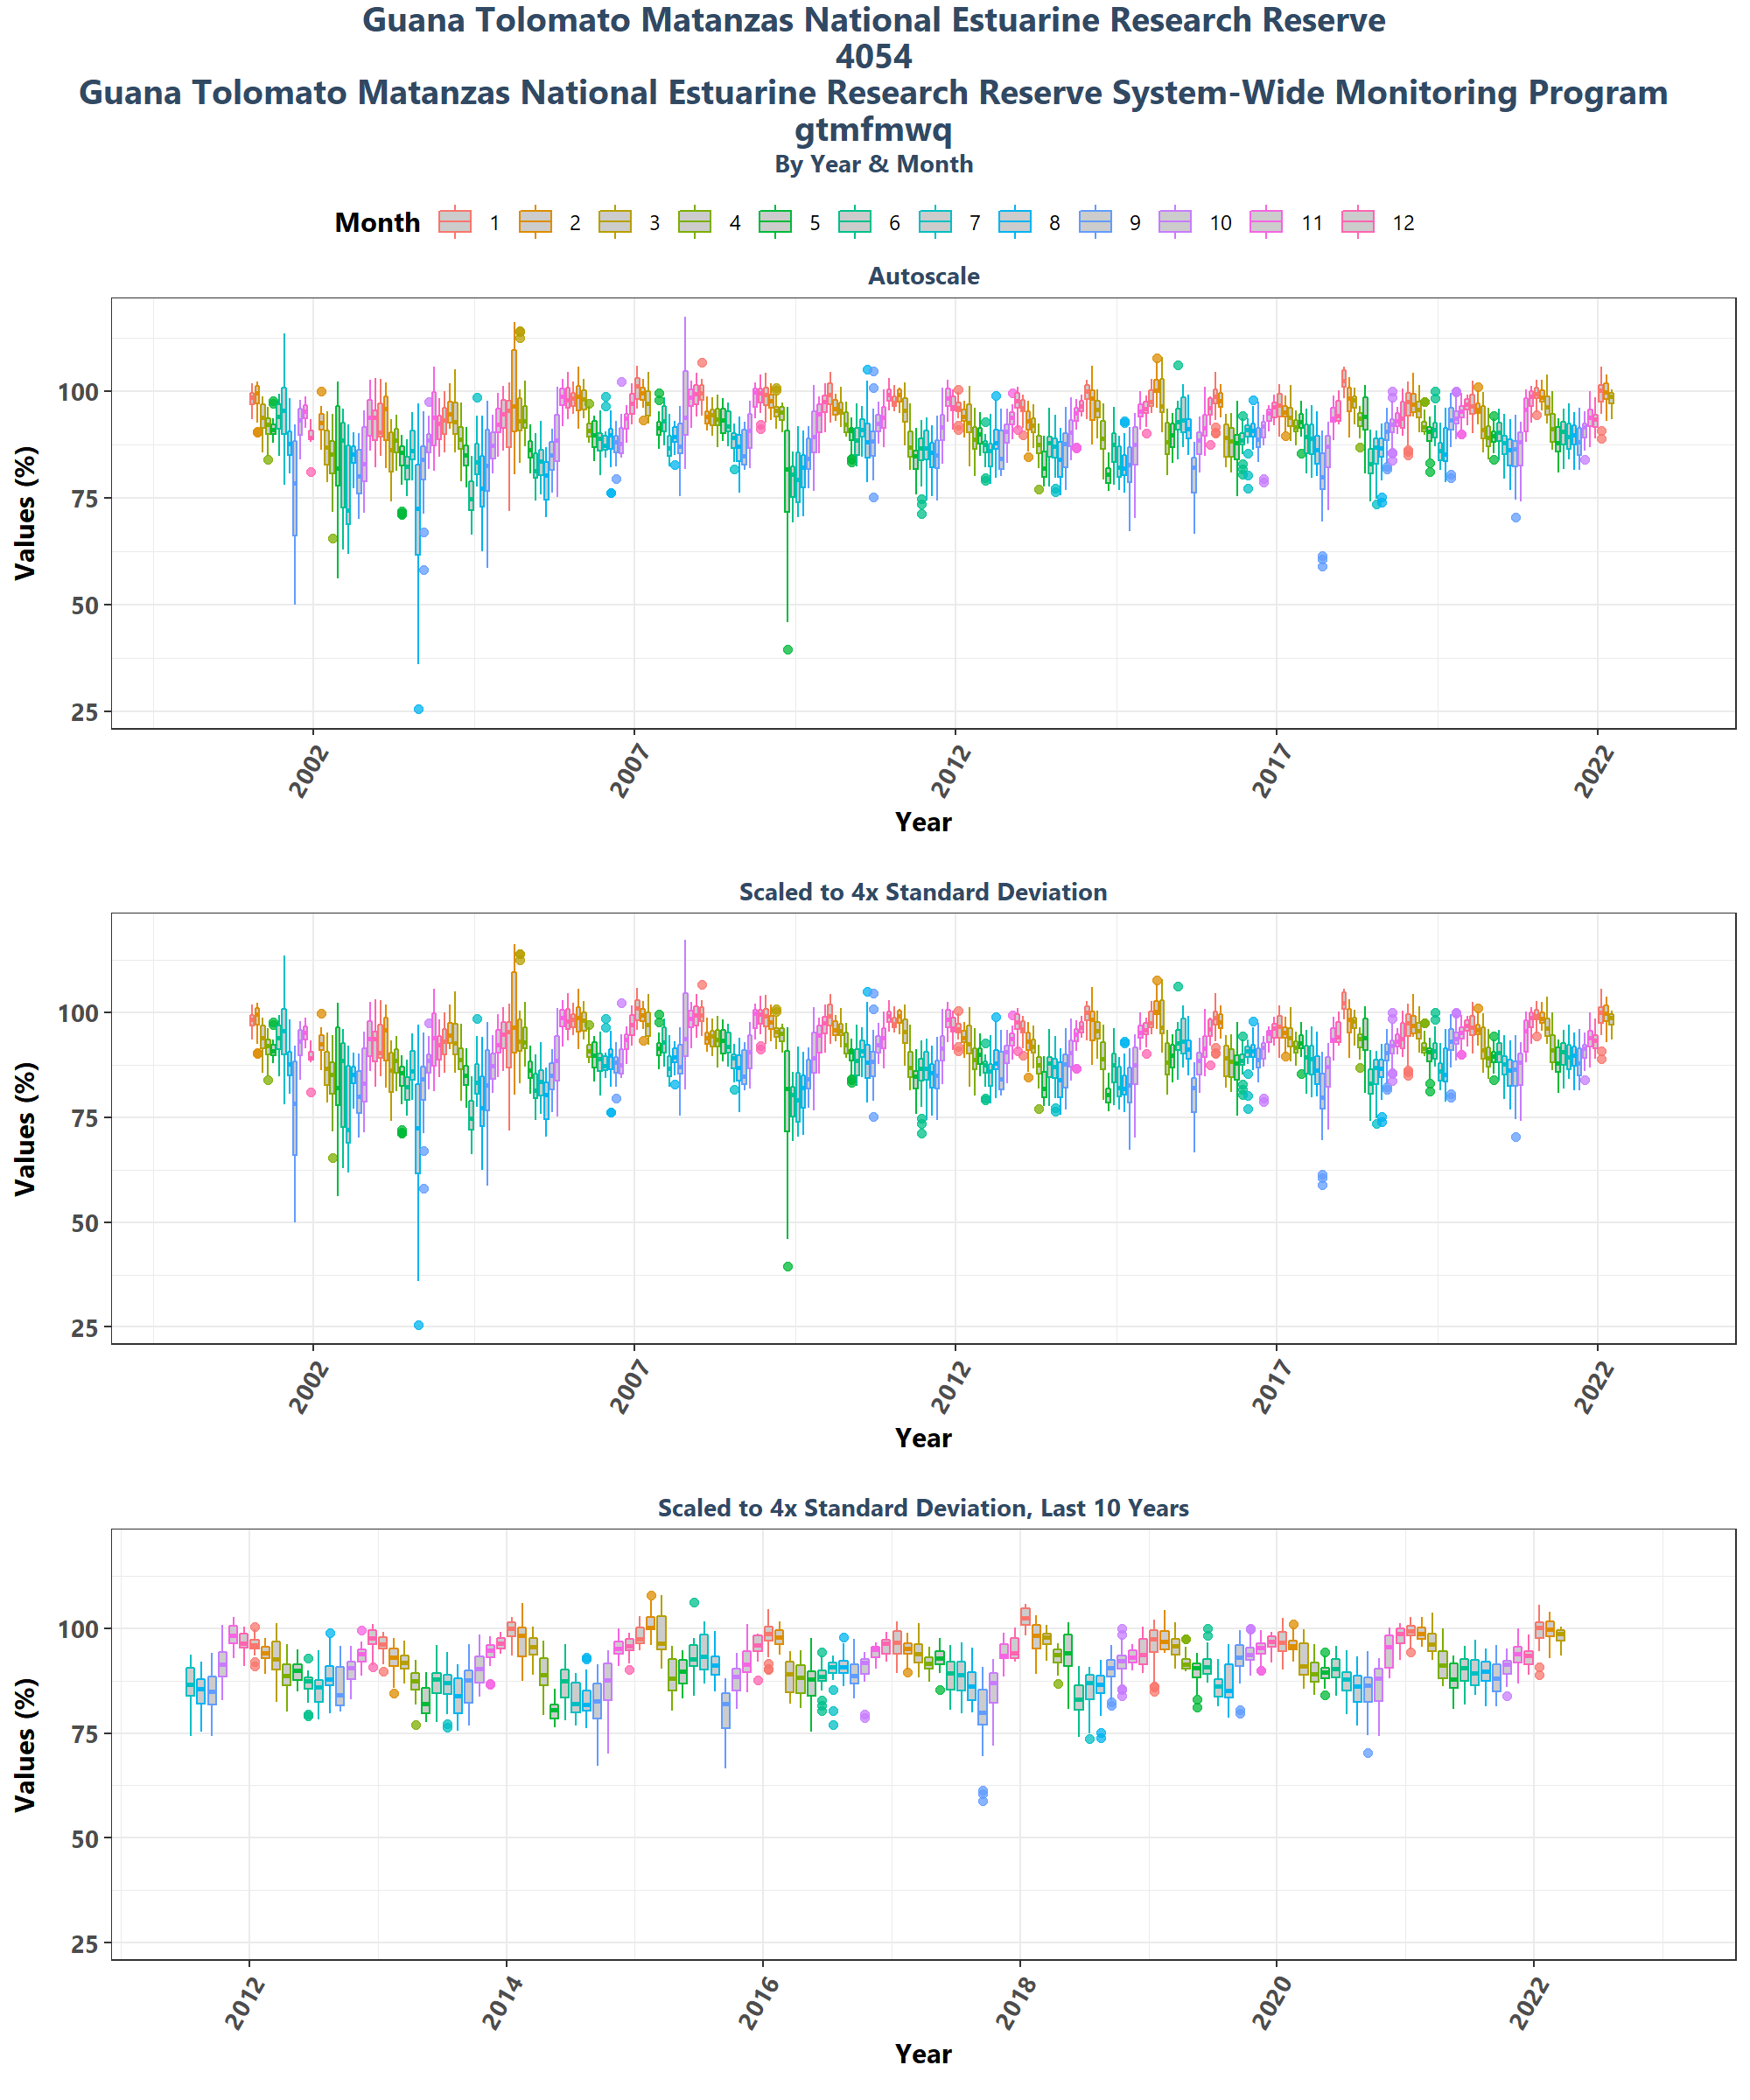 Guana Tolomato Matanzas National Estuarine Research Reserve
4054
Guana Tolomato Matanzas National Estuarine Research Reserve System-Wide Monitoring Program
gtmfmwq
By Year & Month
Month 1 2 3 4 5 6 7 8 9 10 11 12
Autoscale
Values (%)
100
75
50
25
2002 2007 2012 2017 2022
Year
Scaled to 4x Standard Deviation
Values (%)
100
75
50
25
2002 2007 2012 2017 2022
Year
Scaled to 4x Standard Deviation, Last 10 Years
Values (%)
100
75
50
25
2012 2014 2016 2018 2020 2022
Year